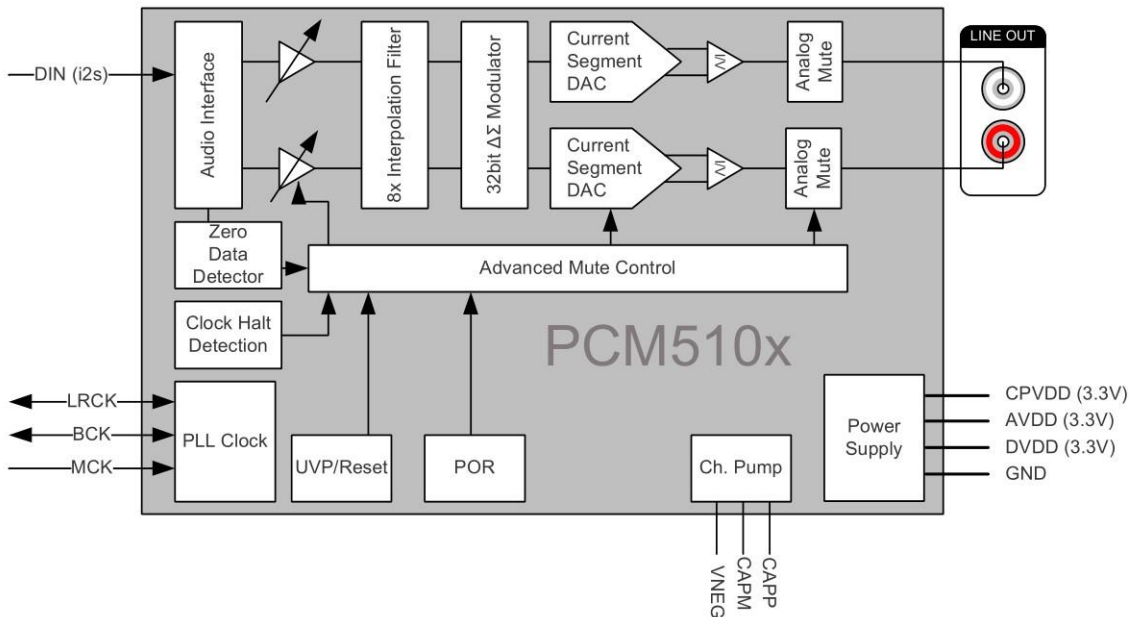 LINE OUT
DIN (i2s)
Audio Interface
8x Interpolation Filter
32bit ΔΣ Modulator
Current
Segment
DAC
I/V
Analog
Mute
Current
Segment
DAC
I/V
Analog
Mute
Zero
Data
Detector
Advanced Mute Control
Clock Halt
Detection
PCM510x
LRCK
BCK
MCK
PLL Clock
UVP/Reset
POR
Ch. Pump
Power
Supply
CPVDD (3.3V)
AVDD (3.3V)
DVDD (3.3V)
GND
VNEG
CAPM
CAPP